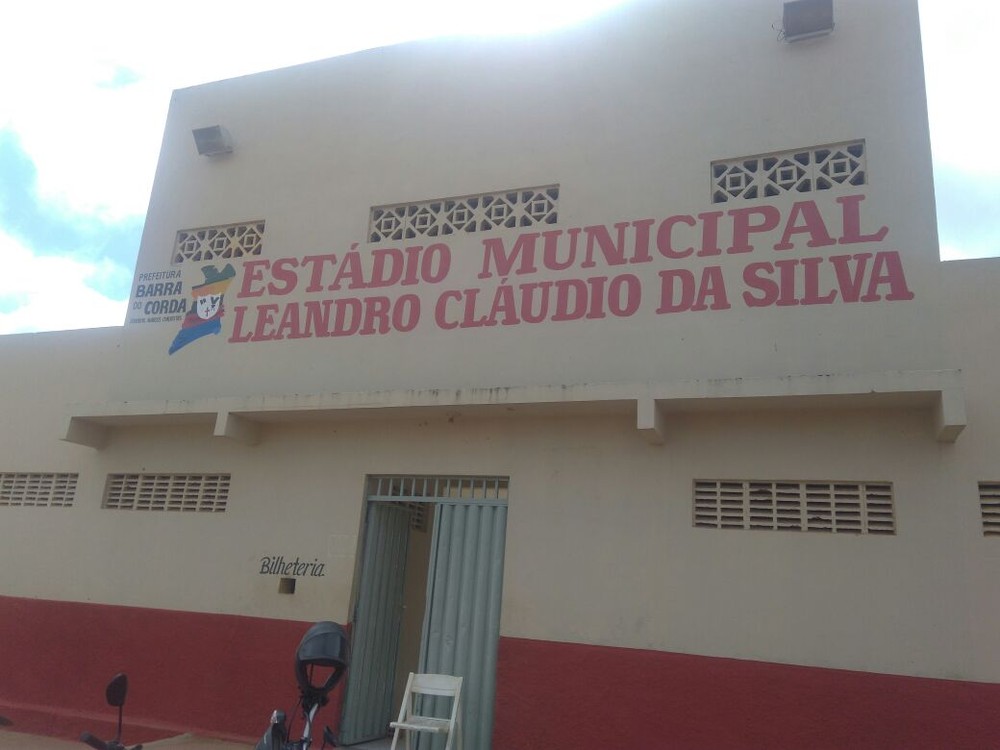 ESTÁDIO MUNICIPAL
LEANDRO CLÁUDIO DA SILVA
PREFEITURA
BARRA
DO CORDA
Bilheteria.